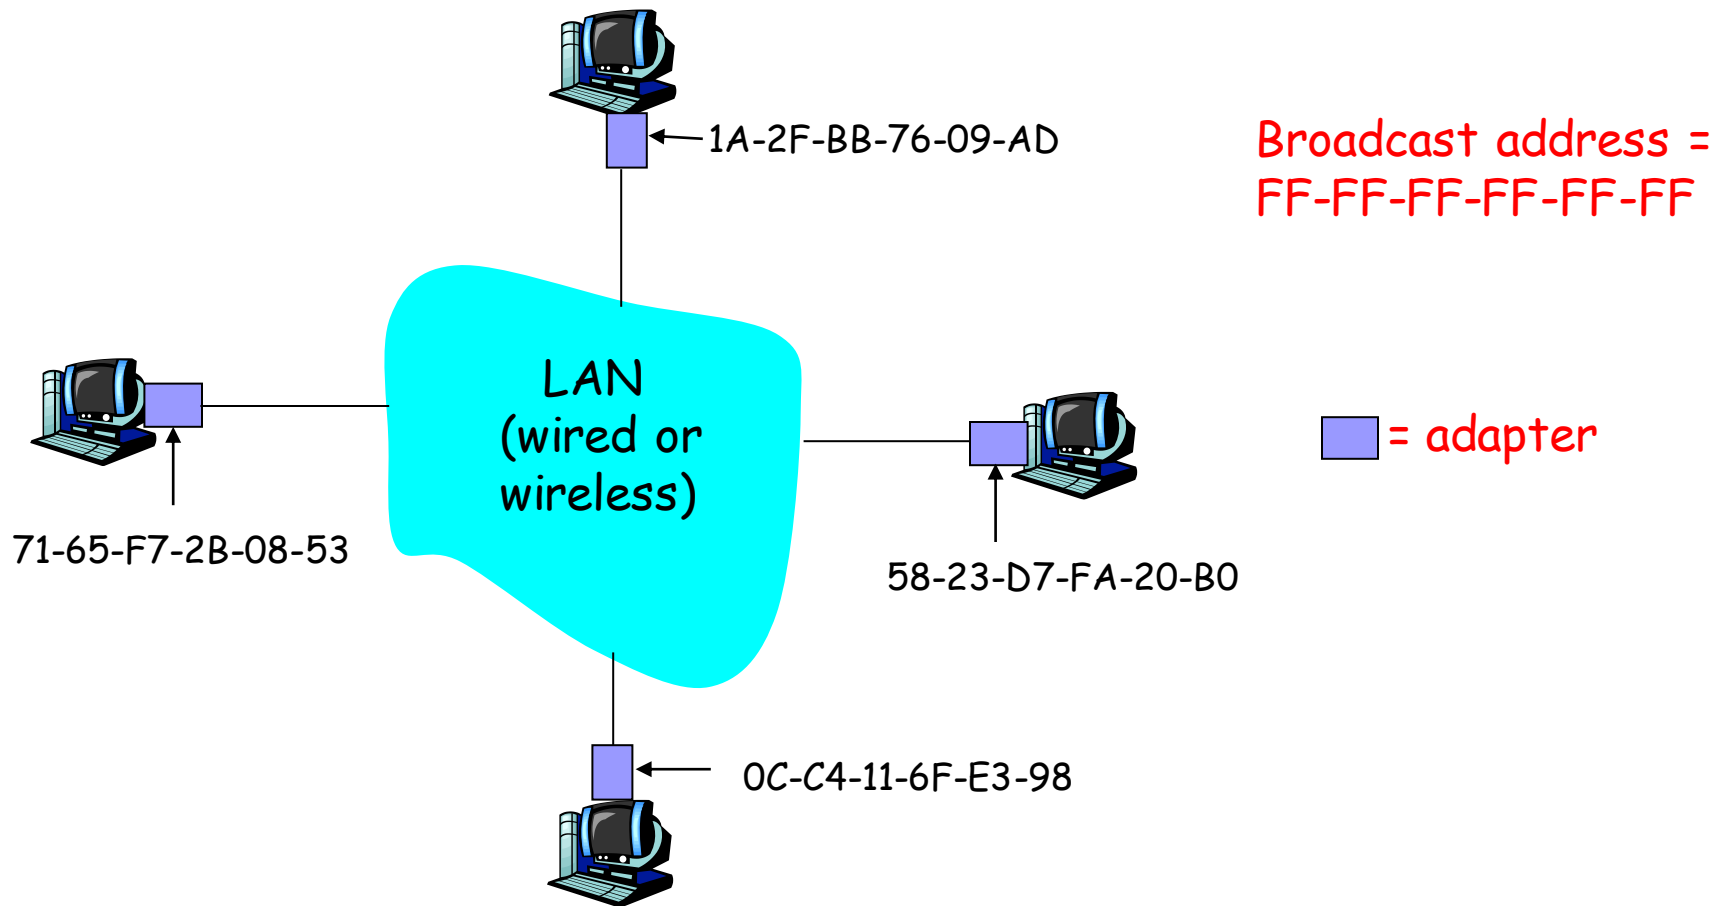 1A-2F-BB-76-09-AD
Broadcast address =
FF-FF-FF-FF-FF-FF
LAN
(wired or
wireless)
= adapter
71-65-F7-2B-08-53
58-23-D7-FA-20-B0
0C-C4-11-6F-E3-98